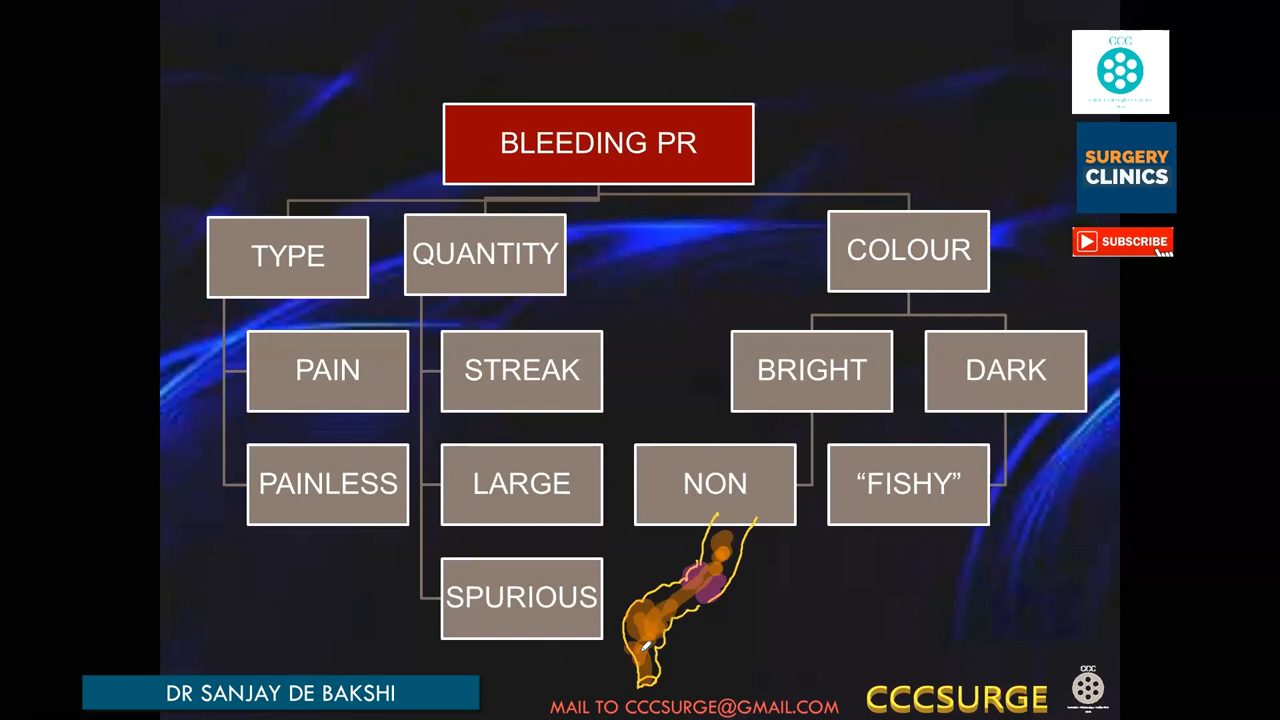 CCC
SURGERY
CLINICS
SUBSCRIBE
BLEEDING PR
TYPE
QUANTITY
COLOUR
PAIN
STREAK
BRIGHT
DARK
PAINLESS
LARGE
NON
“FISHY”
SPURIOUS
DR SANJAY DE BAKSHI
MAIL TO CCCSURGE@GMAIL.COM
CCCSURGE
CCC